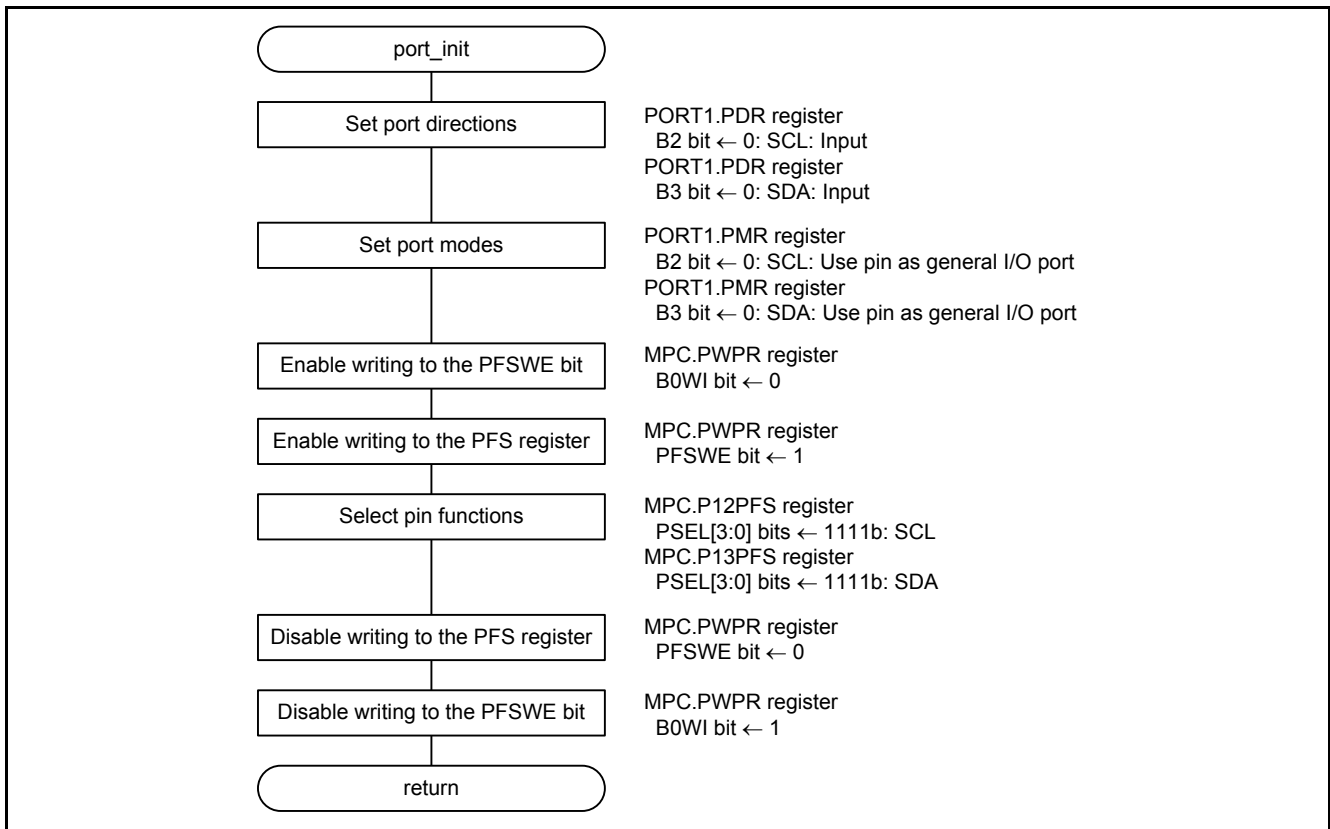 port_init
Set port directions
PORT1.PDR register
B2 bit ← 0: SCL: Input
PORT1.PDR register
B3 bit ← 0: SDA: Input
Set port modes
PORT1.PMR register
B2 bit ← 0: SCL: Use pin as general I/O port
PORT1.PMR register
B3 bit ← 0: SDA: Use pin as general I/O port
Enable writing to the PFSWE bit
MPC.PWPR register
B0WI bit ← 0
Enable writing to the PFS register
MPC.PWPR register
PFSWE bit ← 1
Select pin functions
MPC.P12PFS register
PSEL[3:0] bits ← 1111b: SCL
MPC.P13PFS register
PSEL[3:0] bits ← 1111b: SDA
Disable writing to the PFS register
MPC.PWPR register
PFSWE bit ← 0
Disable writing to the PFSWE bit
MPC.PWPR register
B0WI bit ← 1
return